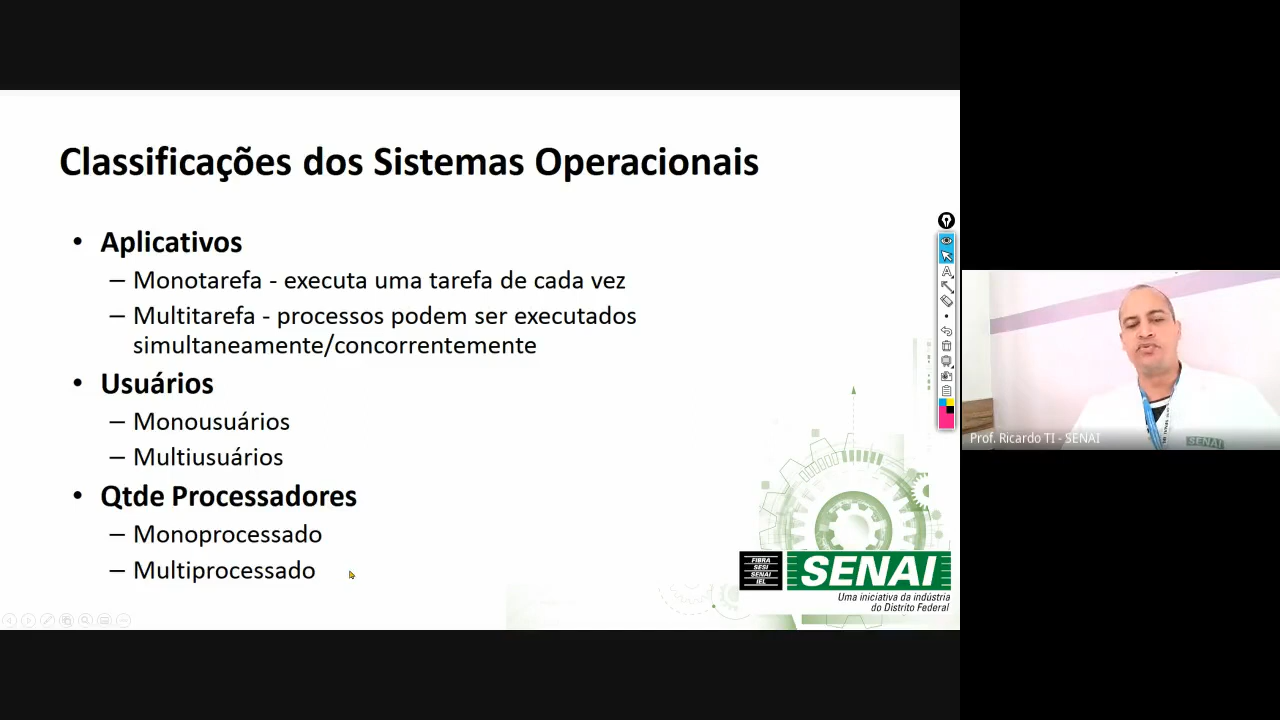 Classificações dos Sistemas Operacionais
• Aplicativos
– Monotarefa - executa uma tarefa de cada vez
– Multitarefa - processos podem ser executados
simultaneamente/concorrentemente
• Usuários
– Monousuários
– Multiusuários
• Qtde Processadores
– Monoprocessado
– Multiprocessado
FIBRA
SESI
SENAI
IEL
SENAI
Uma iniciativa da indústria
do Distrito Federal
A
Prof. Ricardo TI - SENAI
SENAI